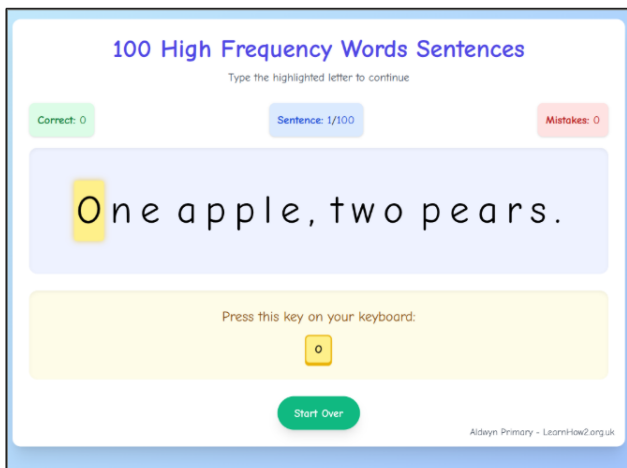 100 High Frequency Words Sentences
Type the highlighted letter to continue
Correct: 0 Sentence: 1/100 Mistakes: 0
One apple, two pears.
Press this key on your keyboard:
o
Start Over
Aldwyn Primary - LearnHow2.org.uk